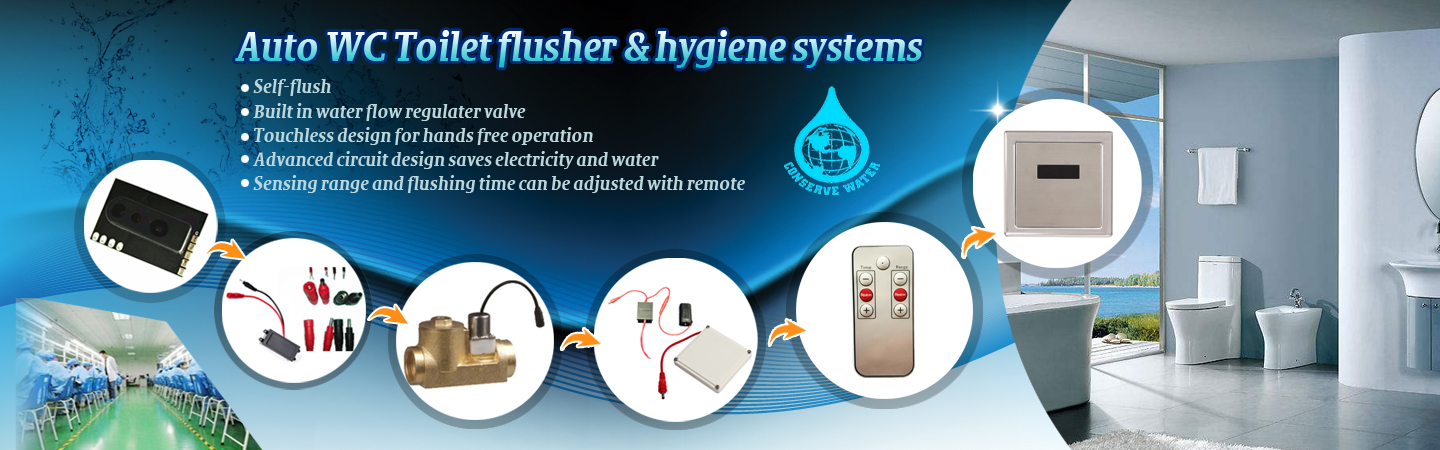 Auto WC Toilet flusher & hygiene systems
Self-flush
Built in water flow regulater valve
Touchless design for hands free operation
Advanced circuit design saves electricity and water
Sensing range and flushing time can be adjusted with remote
CONSERVE WATER
Time Range
− −
+ +